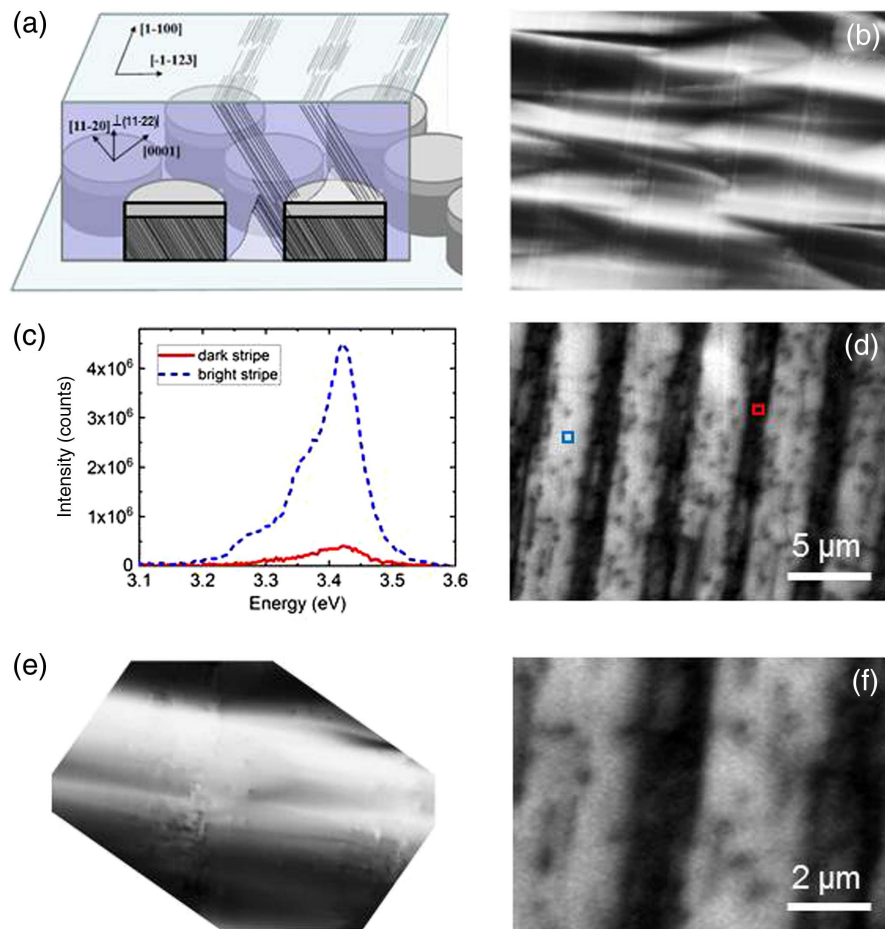 (a)
[1-100]
[-1-123]
[11-20]
⊥(11-22)
[0001]
(b)
(c)
dark stripe
bright stripe
4x10⁶
3x10⁶
2x10⁶
1x10⁶
0
Intensity (counts)
3.1 3.2 3.3 3.4 3.5 3.6
Energy (eV)
(d)
5 µm
(e)
(f)
2 µm